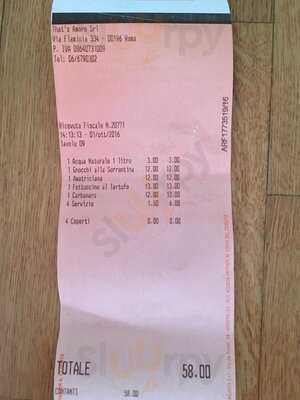 That's Amore Srl
Via Flaminia 334 - 00196 Roma
P. IVA 09640731009
Tel: 06/6790302
Ricevuta Fiscale N.20771
14:13:13 - 01/ott/2016
Tavolo 09
1 Acqua Naturale 1 litro 3.00 3.00
1 Gnocchi alla Sorrentina 12.00 12.00
1 Amatriciana 12.00 12.00
1 Fettuccine al Tartufo 13.00 13.00
1 Carbonara 12.00 12.00
4 Servizio 1.50 6.00
4 Coperti 0.00 0.00
TOTALE 58.00
CONTANTI 58.00
sluurpy
sluurpy
sluurpy